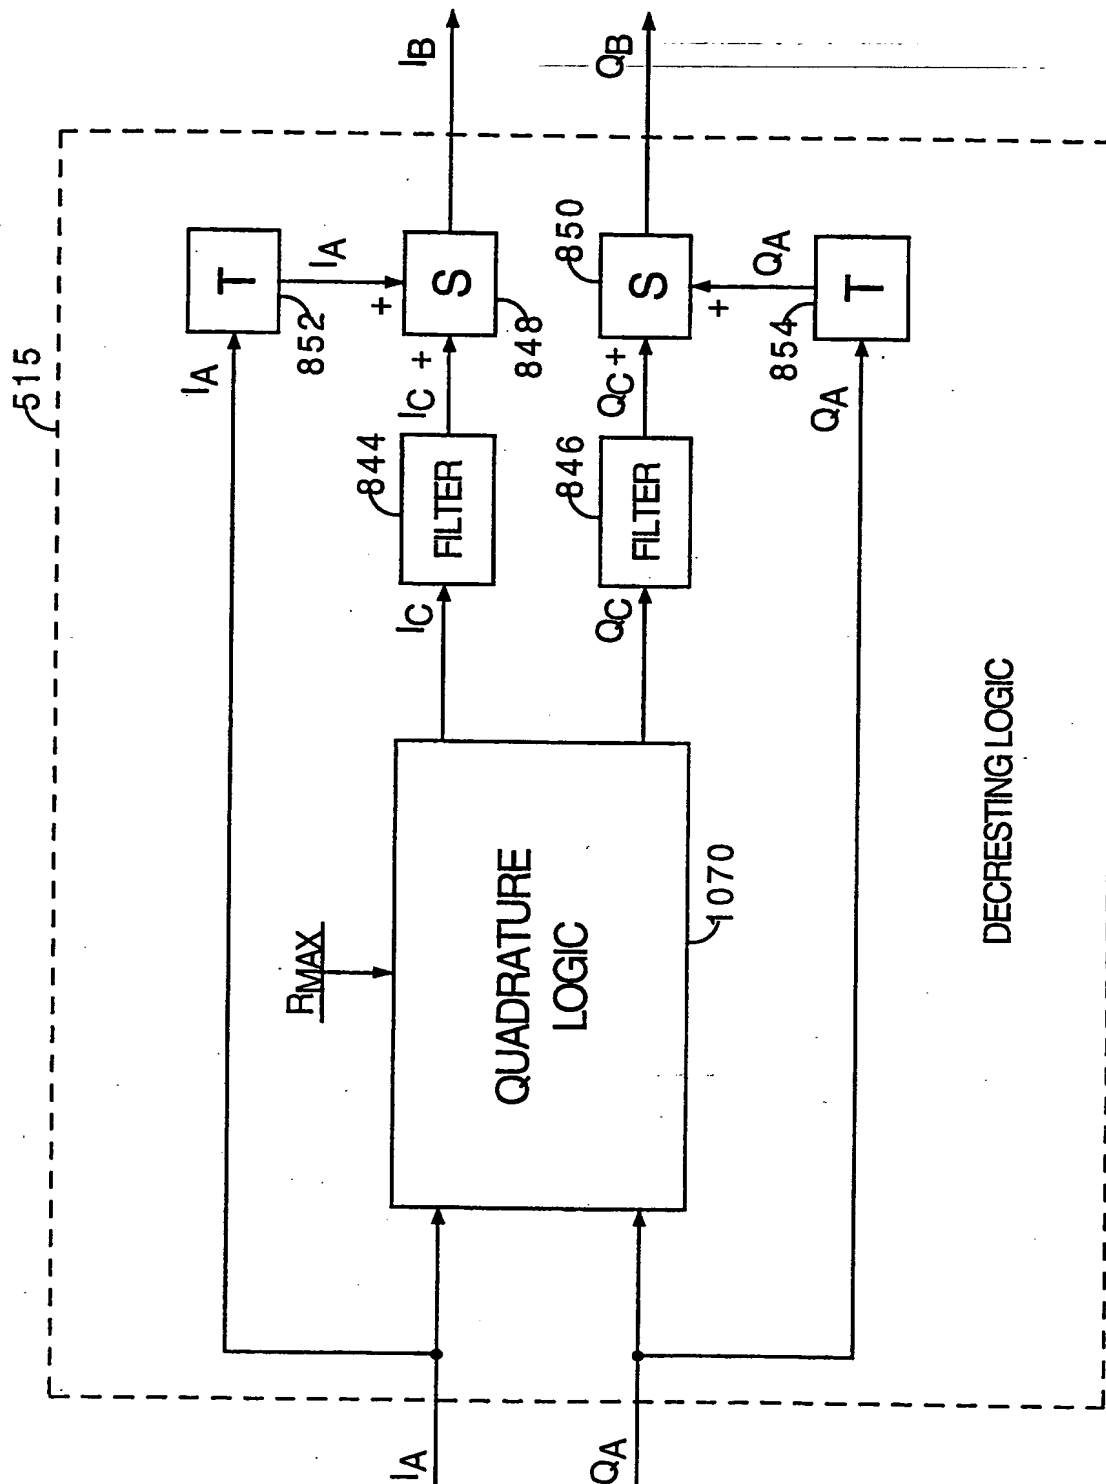 515
IA
T
852
IA
+
IB
844
FILTER
IC
IC +
S
848
RMAX
QUADRATURE
LOGIC
1070
IA
QA
QC
846
FILTER
QC +
850
S
QB
+
QA
854
T
QA
DECRESTING LOGIC